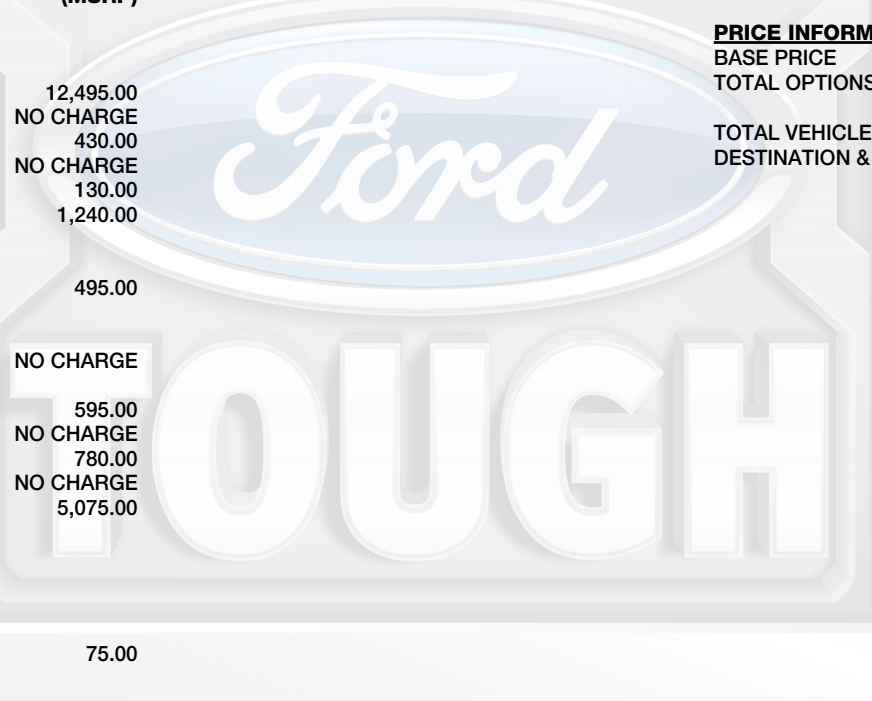 (MSRP)
12,495.00
NO CHARGE
430.00
NO CHARGE
130.00
1,240.00
495.00
NO CHARGE
595.00
NO CHARGE
780.00
NO CHARGE
5,075.00
75.00
PRICE INFORM
BASE PRICE
TOTAL OPTIONS
TOTAL VEHICLE
DESTINATION &
Ford
TOUGH